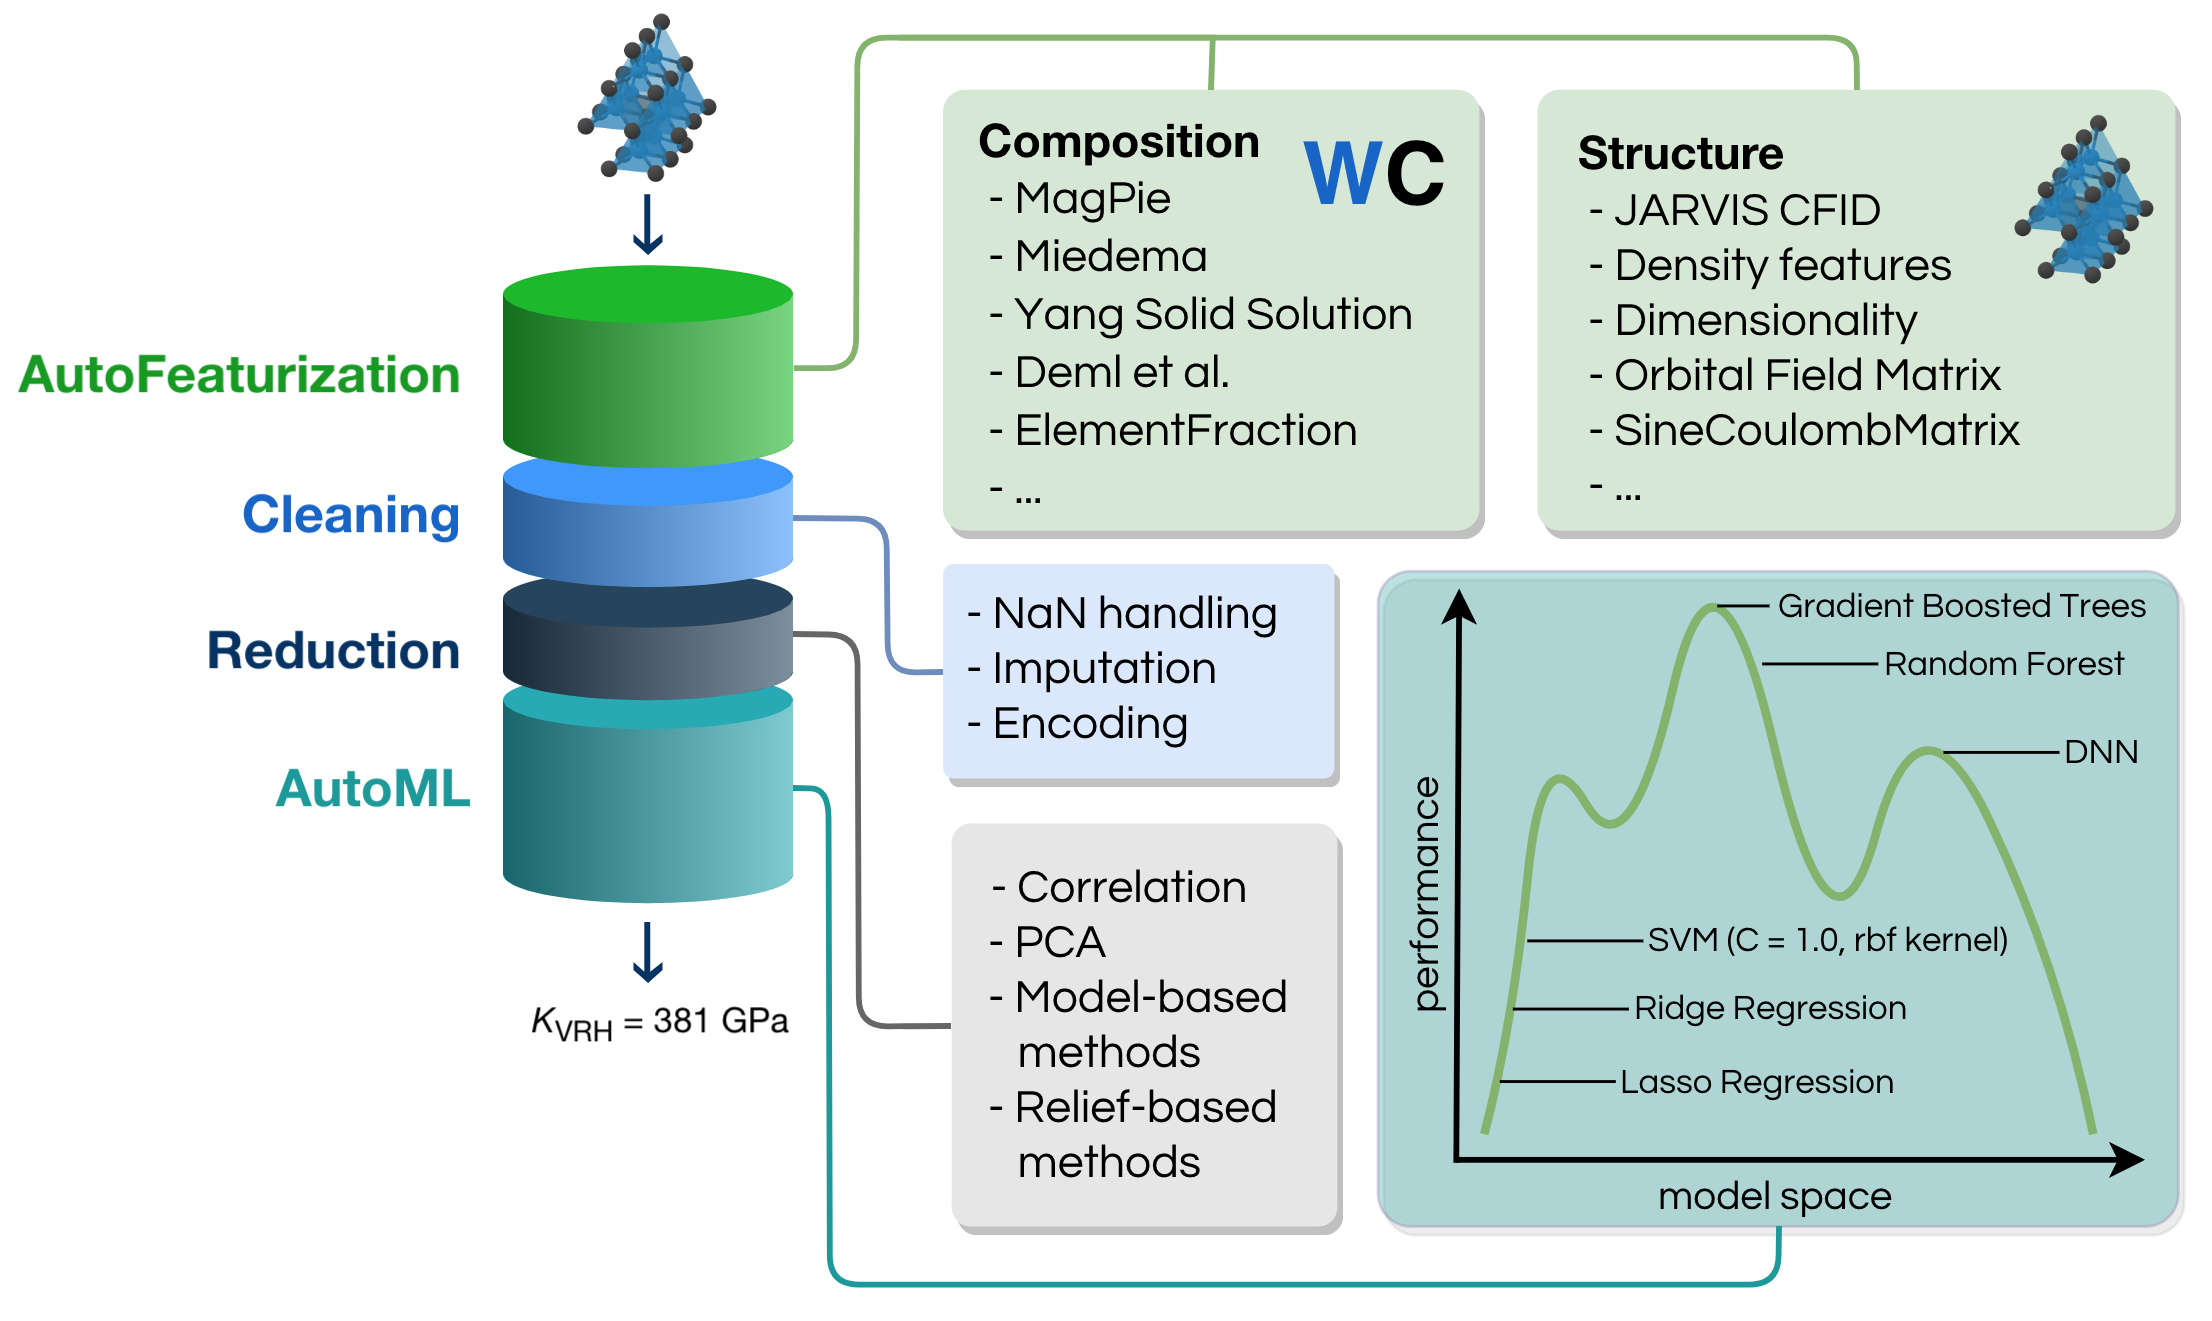 AutoFeaturization
Cleaning
Reduction
AutoML
K VRH = 381 GPa
Composition
WC
- MagPie
- Miedema
- Yang Solid Solution
- Deml et al.
- ElementFraction
- ...
Structure
- JARVIS CFID
- Density features
- Dimensionality
- Orbital Field Matrix
- SineCoulombMatrix
- ...
- NaN handling
- Imputation
- Encoding
- Correlation
- PCA
- Model-based
methods
- Relief-based
methods
performance
Gradient Boosted Trees
Random Forest
DNN
SVM (C = 1.0, rbf kernel)
Ridge Regression
Lasso Regression
model space